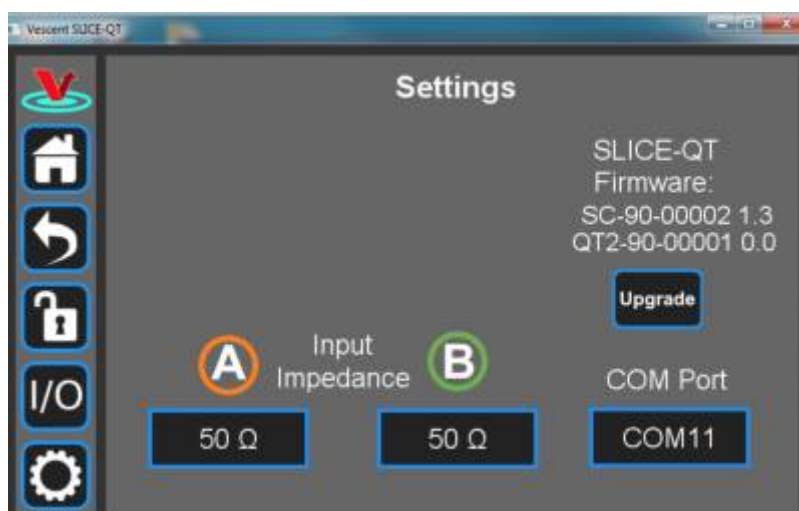 Vescent SLICE-QT
Settings
SLICE-QT
Firmware:
SC-90-00002 1.3
QT2-90-00001 0.0
Upgrade
A
Input
Impedance
B
COM Port
I/O
50 Ω
50 Ω
COM11